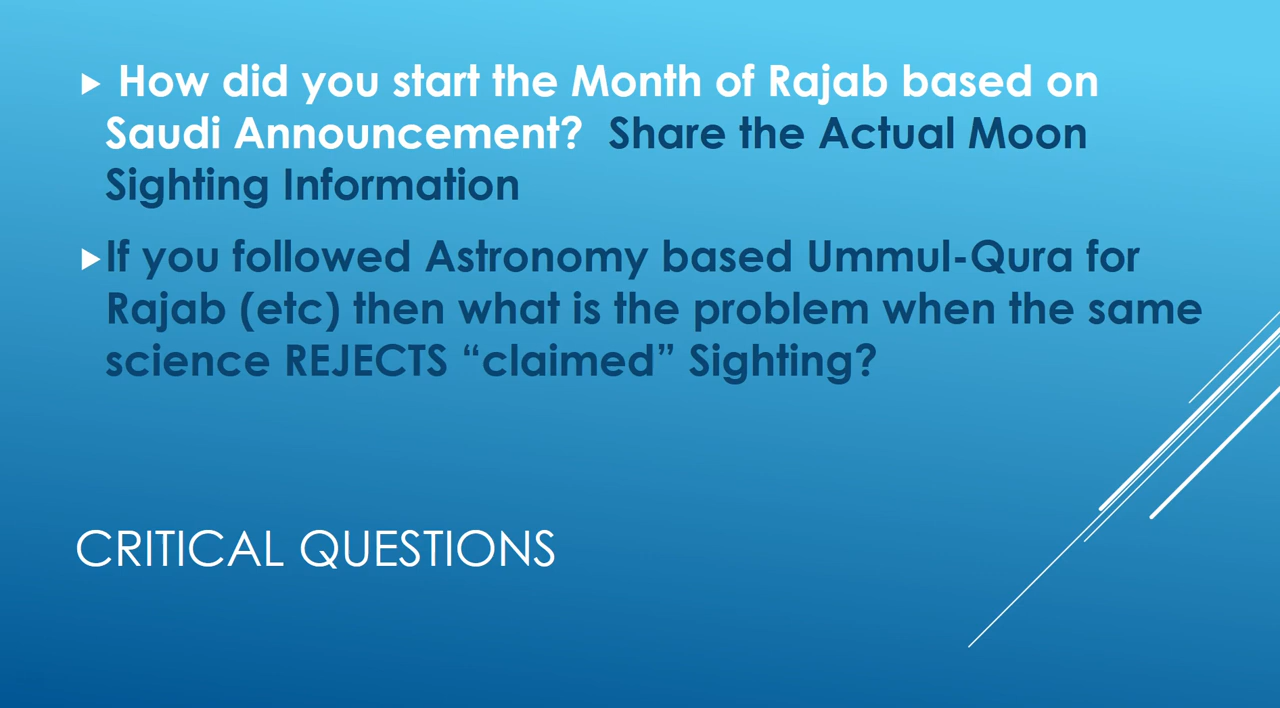 How did you start the Month of Rajab based on
Saudi Announcement? Share the Actual Moon
Sighting Information
If you followed Astronomy based Ummul-Qura for
Rajab (etc) then what is the problem when the same
science REJECTS “claimed” Sighting?
CRITICAL QUESTIONS